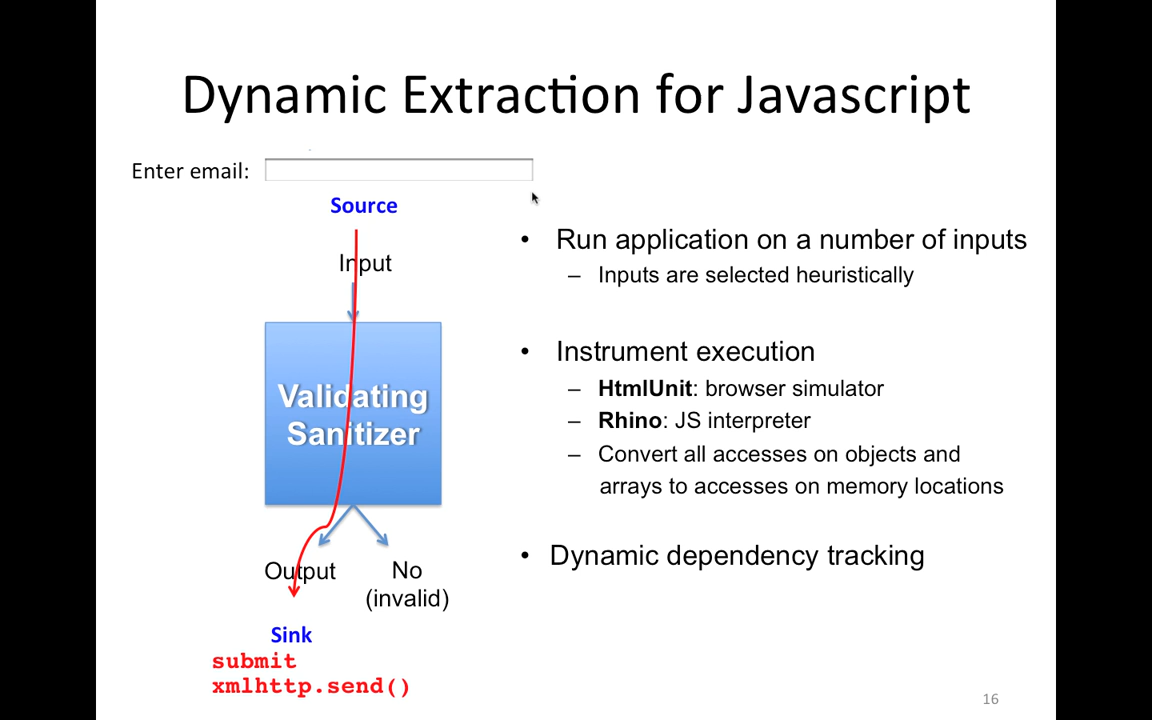 Dynamic Extraction for Javascript
Enter email:
Source
Input
Validating
Sanitizer
Output
No
(invalid)
Sink
submit
xmlhttp.send()
• Run application on a number of inputs
– Inputs are selected heuristically
• Instrument execution
– HtmlUnit: browser simulator
– Rhino: JS interpreter
– Convert all accesses on objects and
arrays to accesses on memory locations
• Dynamic dependency tracking
16